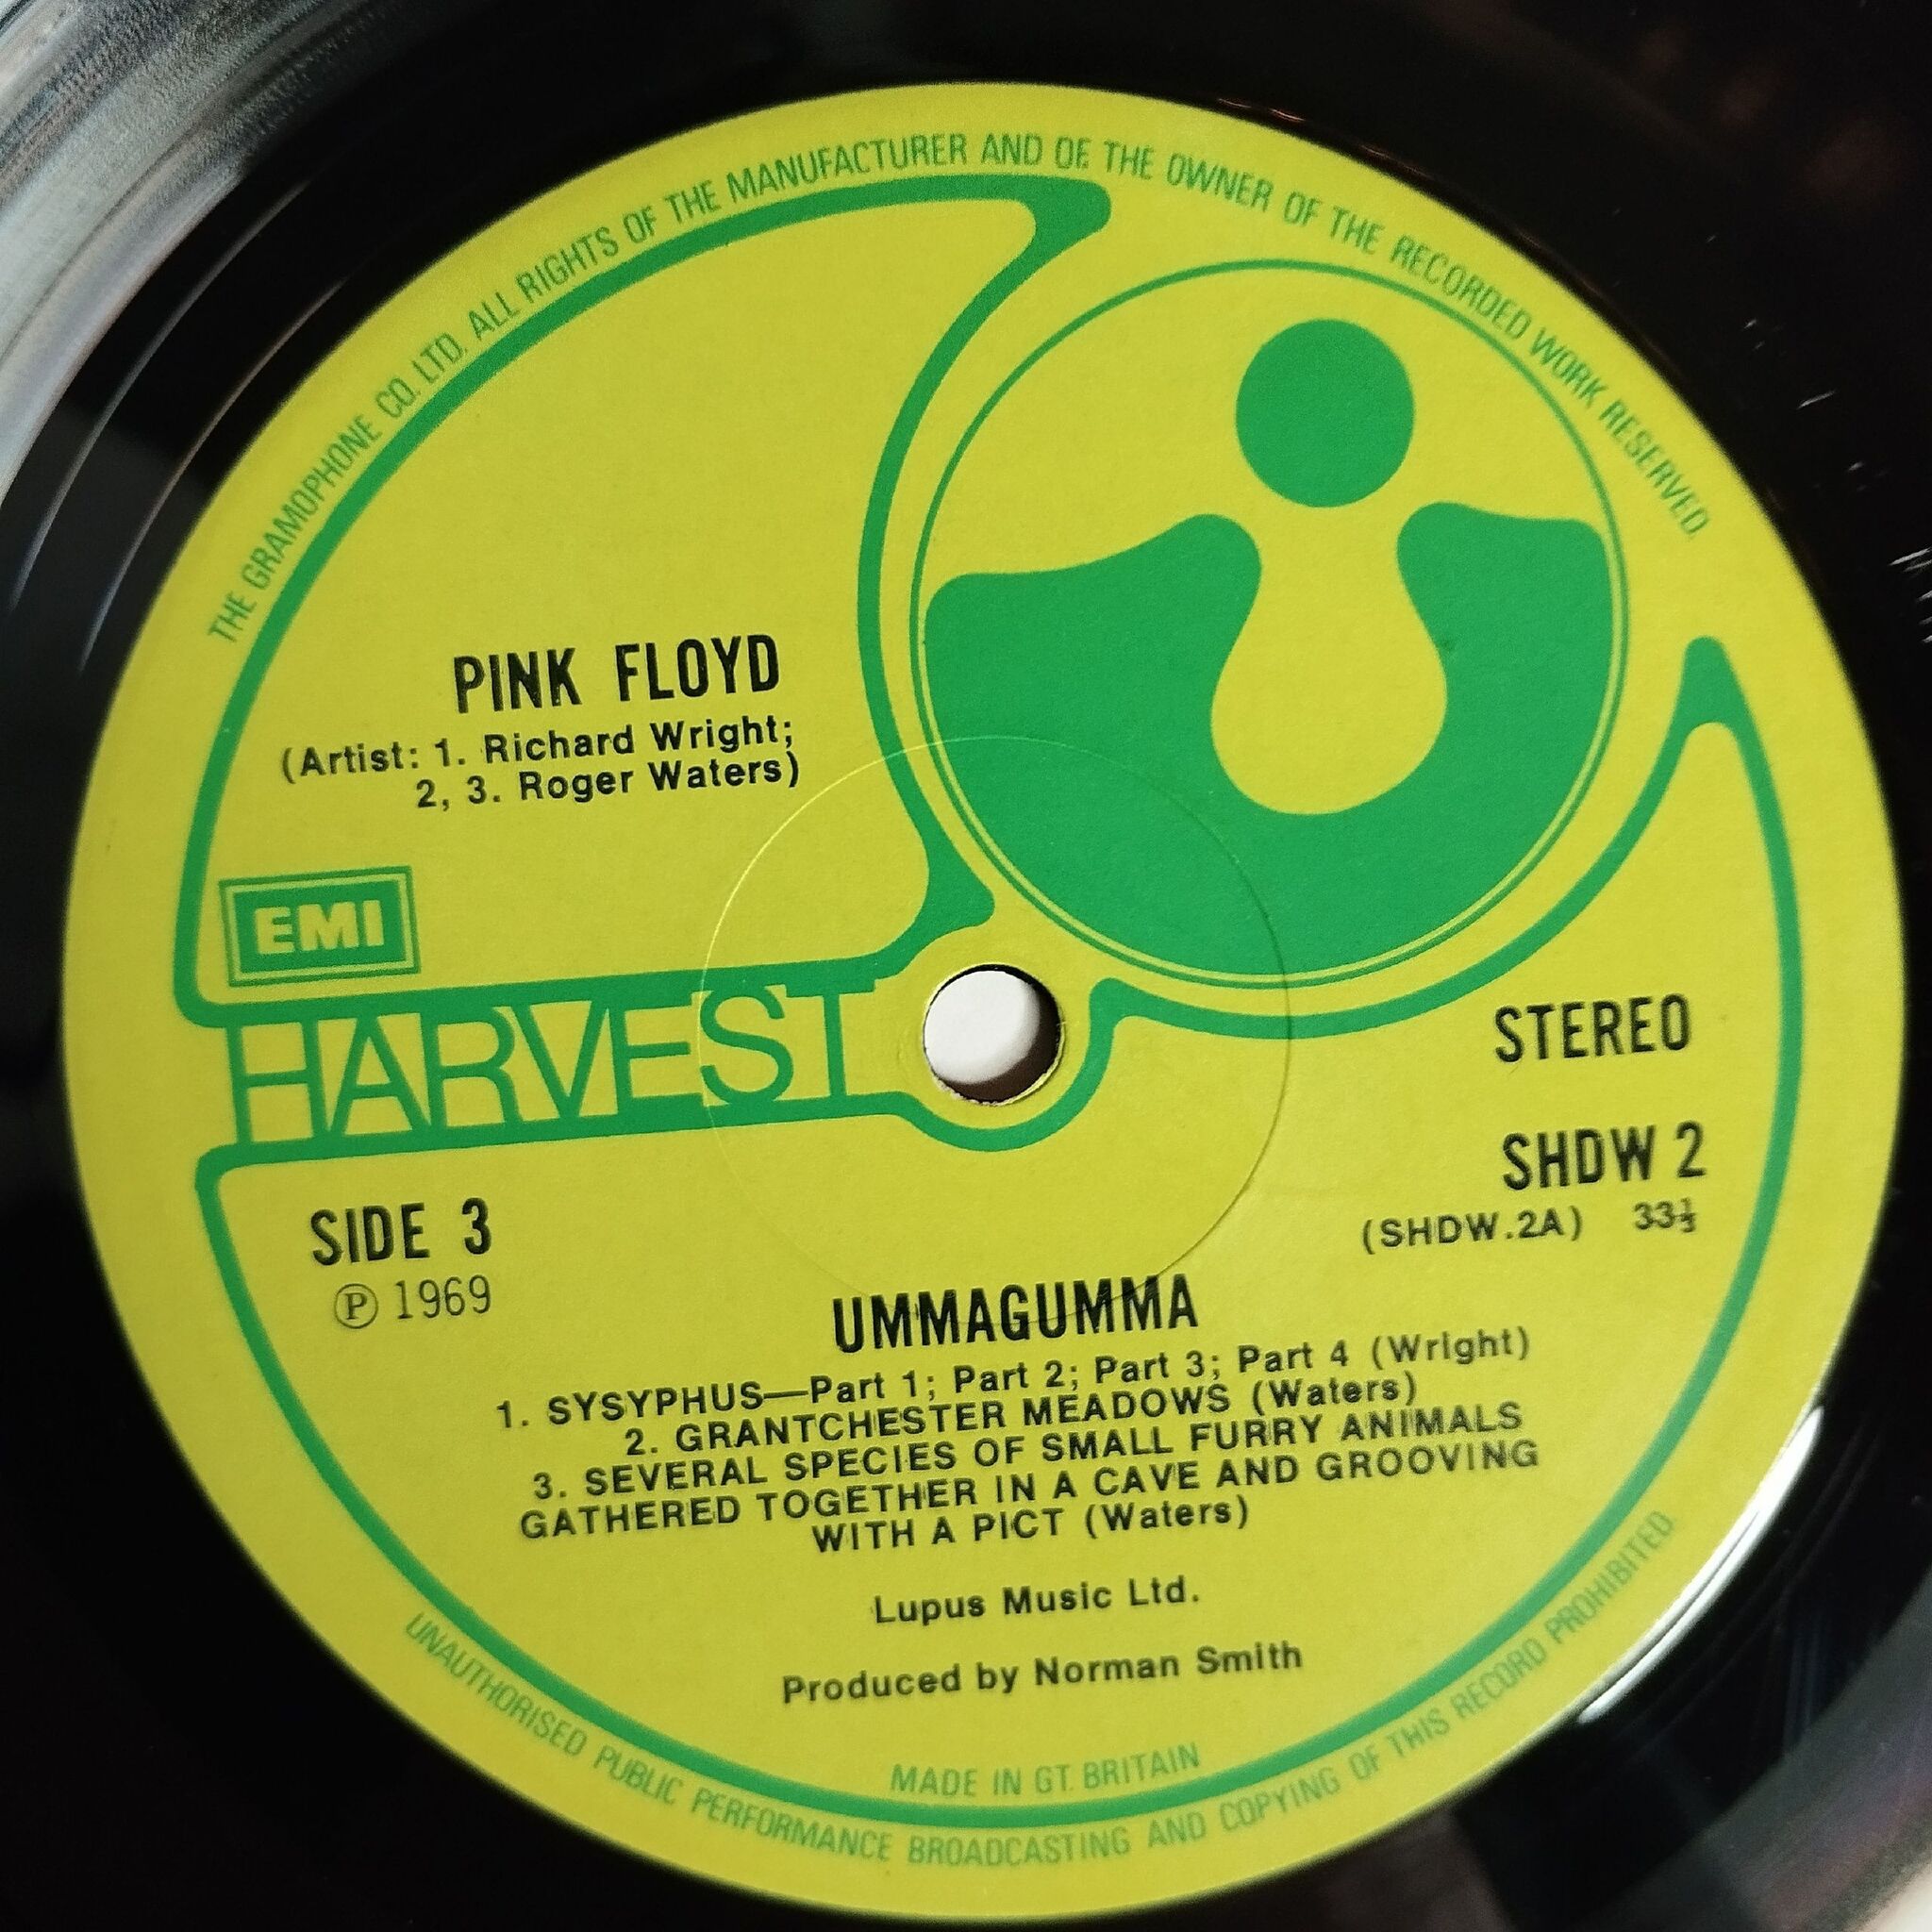 THE GRAMOPHONE CO. LTD. ALL RIGHTS OF THE MANUFACTURER AND OF THE OWNER OF THE RECORDED WORK RESERVED.
PINK FLOYD
(Artist: 1. Richard Wright;
2, 3. Roger Waters)
EMI
HARVEST
STEREO
SHDW 2
(SHDW.2A) 33⅓
SIDE 3
Ⓟ 1969
UMMAGUMMA
1. SYSYPHUS—Part 1; Part 2; Part 3; Part 4 (Wright)
2. GRANTCHESTER MEADOWS (Waters)
3. SEVERAL SPECIES OF SMALL FURRY ANIMALS
GATHERED TOGETHER IN A CAVE AND GROOVING
WITH A PICT (Waters)
Lupus Music Ltd.
Produced by Norman Smith
MADE IN GT. BRITAIN
UNAUTHORISED PUBLIC PERFORMANCE BROADCASTING AND COPYING OF THIS RECORD PROHIBITED.